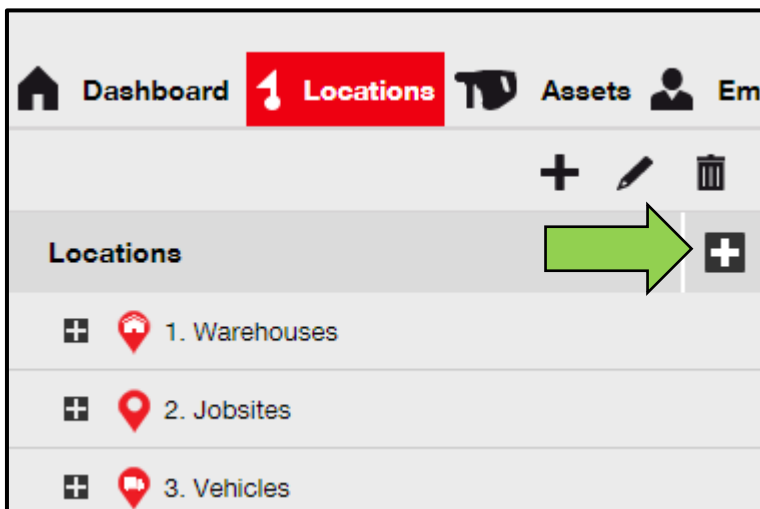 Dashboard Locations Assets Em
Locations
1. Warehouses
2. Jobsites
3. Vehicles